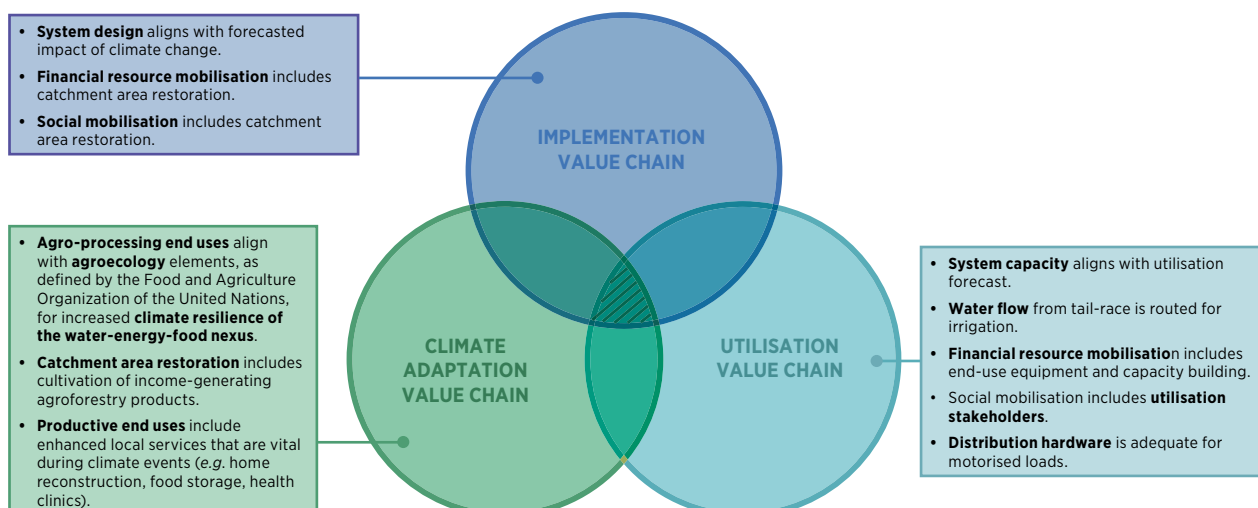 • System design aligns with forecasted
impact of climate change.
• Financial resource mobilisation includes
catchment area restoration.
• Social mobilisation includes catchment
area restoration.
IMPLEMENTATION
VALUE CHAIN
• Agro-processing end uses align
with agroecology elements, as
defined by the Food and Agriculture
Organization of the United Nations,
for increased climate resilience of
the water-energy-food nexus.
• Catchment area restoration includes
cultivation of income-generating
agroforestry products.
• Productive end uses include
enhanced local services that are vital
during climate events (e.g. home
reconstruction, food storage, health
clinics).
CLIMATE
ADAPTATION
VALUE CHAIN
UTILISATION
VALUE CHAIN
• System capacity aligns with utilisation
forecast.
• Water flow from tail-race is routed for
irrigation.
• Financial resource mobilisation includes
end-use equipment and capacity building.
• Social mobilisation includes utilisation
stakeholders.
• Distribution hardware is adequate for
motorised loads.